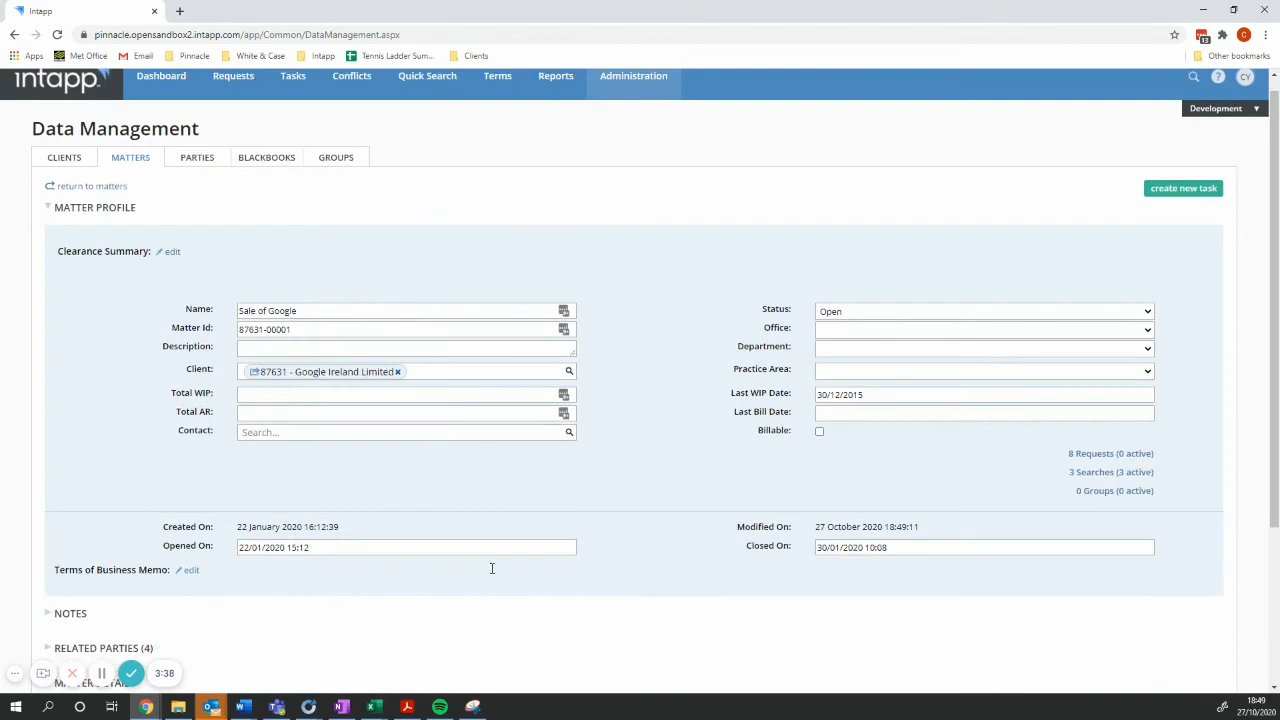 Intapp
pinnacle.opensandbox2.intapp.com/app/Common/DataManagement.aspx
13
C
Apps Met Office Email Pinnacle White & Case Intapp Tennis Ladder Sum... Clients Other bookmarks
intapp Dashboard Requests Tasks Conflicts Quick Search Terms Reports Administration CY
Development
Data Management
CLIENTS MATTERS PARTIES BLACKBOOKS GROUPS
return to matters create new task
MATTER PROFILE
Clearance Summary: edit
Name: Sale of Google Status: Open
Matter Id: 87631-00001 Office:
Description: Department:
Client: 87631 - Google Ireland Limited Practice Area:
Total WIP: Last WIP Date: 30/12/2015
Total AR: Last Bill Date:
Contact: Search... Billable:
8 Requests (0 active)
3 Searches (3 active)
0 Groups (0 active)
Created On: 22 January 2020 16:12:39 Modified On: 27 October 2020 18:49:11
Opened On: 22/01/2020 15:12 Closed On: 30/01/2020 10:08
Terms of Business Memo: edit
NOTES
RELATED PARTIES (4)
3:38
18:49
27/10/2020